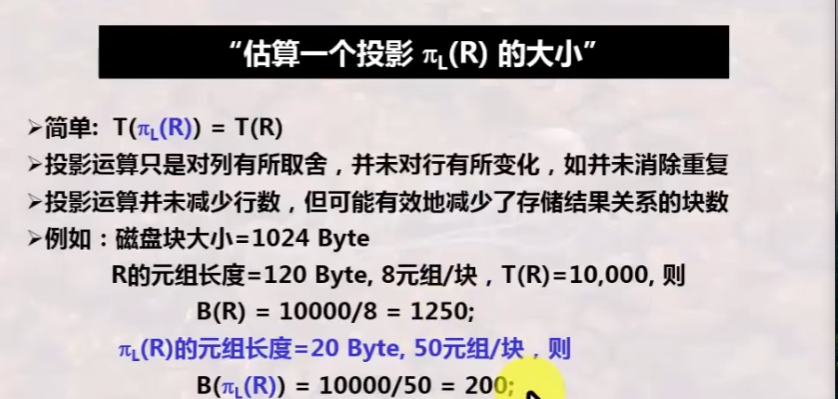 “估算一个投影 πL(R) 的大小”
➢简单: T(πL(R)) = T(R)
➢投影运算只是对列有所取舍，并未对行有所变化，如并未消除重复
➢投影运算并未减少行数，但可能有效地减少了存储结果关系的块数
➢例如：磁盘块大小=1024 Byte
R的元组长度=120 Byte, 8元组/块，T(R)=10,000, 则
B(R) = 10000/8 = 1250;
πL(R)的元组长度=20 Byte, 50元组/块，则
B(πL(R)) = 10000/50 = 200;